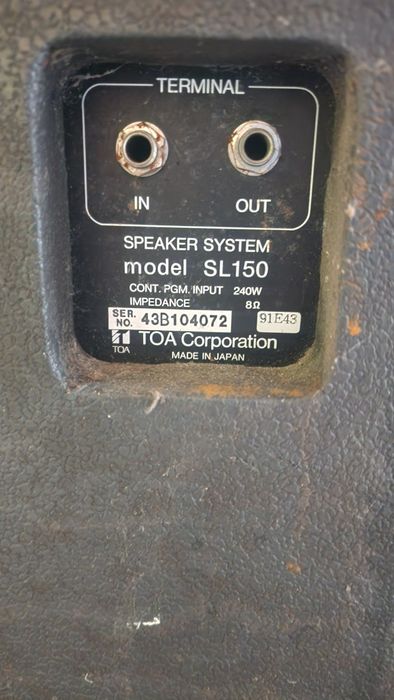 TERMINAL
IN OUT
SPEAKER SYSTEM
model SL150
CONT. PGM. INPUT 240W
IMPEDANCE 8Ω
SER. NO. 43B104072 91E43
TOA TOA Corporation
MADE IN JAPAN